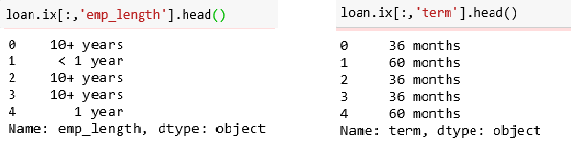 loan.ix[:,'emp_length'].head()
0 10+ years
1 < 1 year
2 10+ years
3 10+ years
4 1 year
Name: emp_length, dtype: object
loan.ix[:,'term'].head()
0 36 months
1 60 months
2 36 months
3 36 months
4 60 months
Name: term, dtype: object